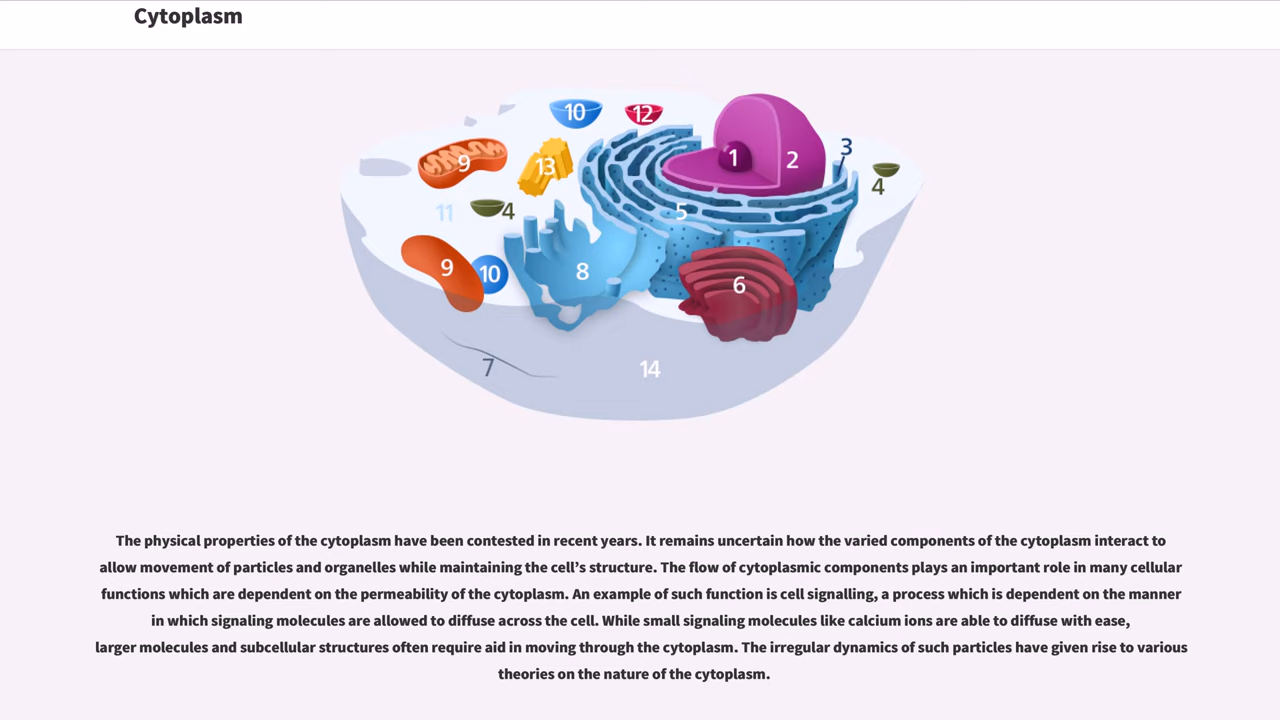 Cytoplasm
10
12
1
2
3
9
13
4
11
4
5
9
10
8
6
7
14
The physical properties of the cytoplasm have been contested in recent years. It remains uncertain how the varied components of the cytoplasm interact to
allow movement of particles and organelles while maintaining the cell’s structure. The flow of cytoplasmic components plays an important role in many cellular
functions which are dependent on the permeability of the cytoplasm. An example of such function is cell signalling, a process which is dependent on the manner
in which signaling molecules are allowed to diffuse across the cell. While small signaling molecules like calcium ions are able to diffuse with ease,
larger molecules and subcellular structures often require aid in moving through the cytoplasm. The irregular dynamics of such particles have given rise to various
theories on the nature of the cytoplasm.